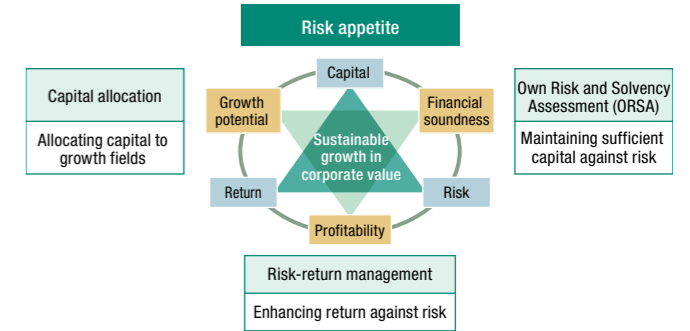 Risk appetite
Capital
Capital allocation
Allocating capital to
growth fields
Growth
potential
Financial
soundness
Own Risk and Solvency
Assessment (ORSA)
Maintaining sufficient
capital against risk
Sustainable
growth in
corporate value
Return
Risk
Profitability
Risk-return management
Enhancing return against risk